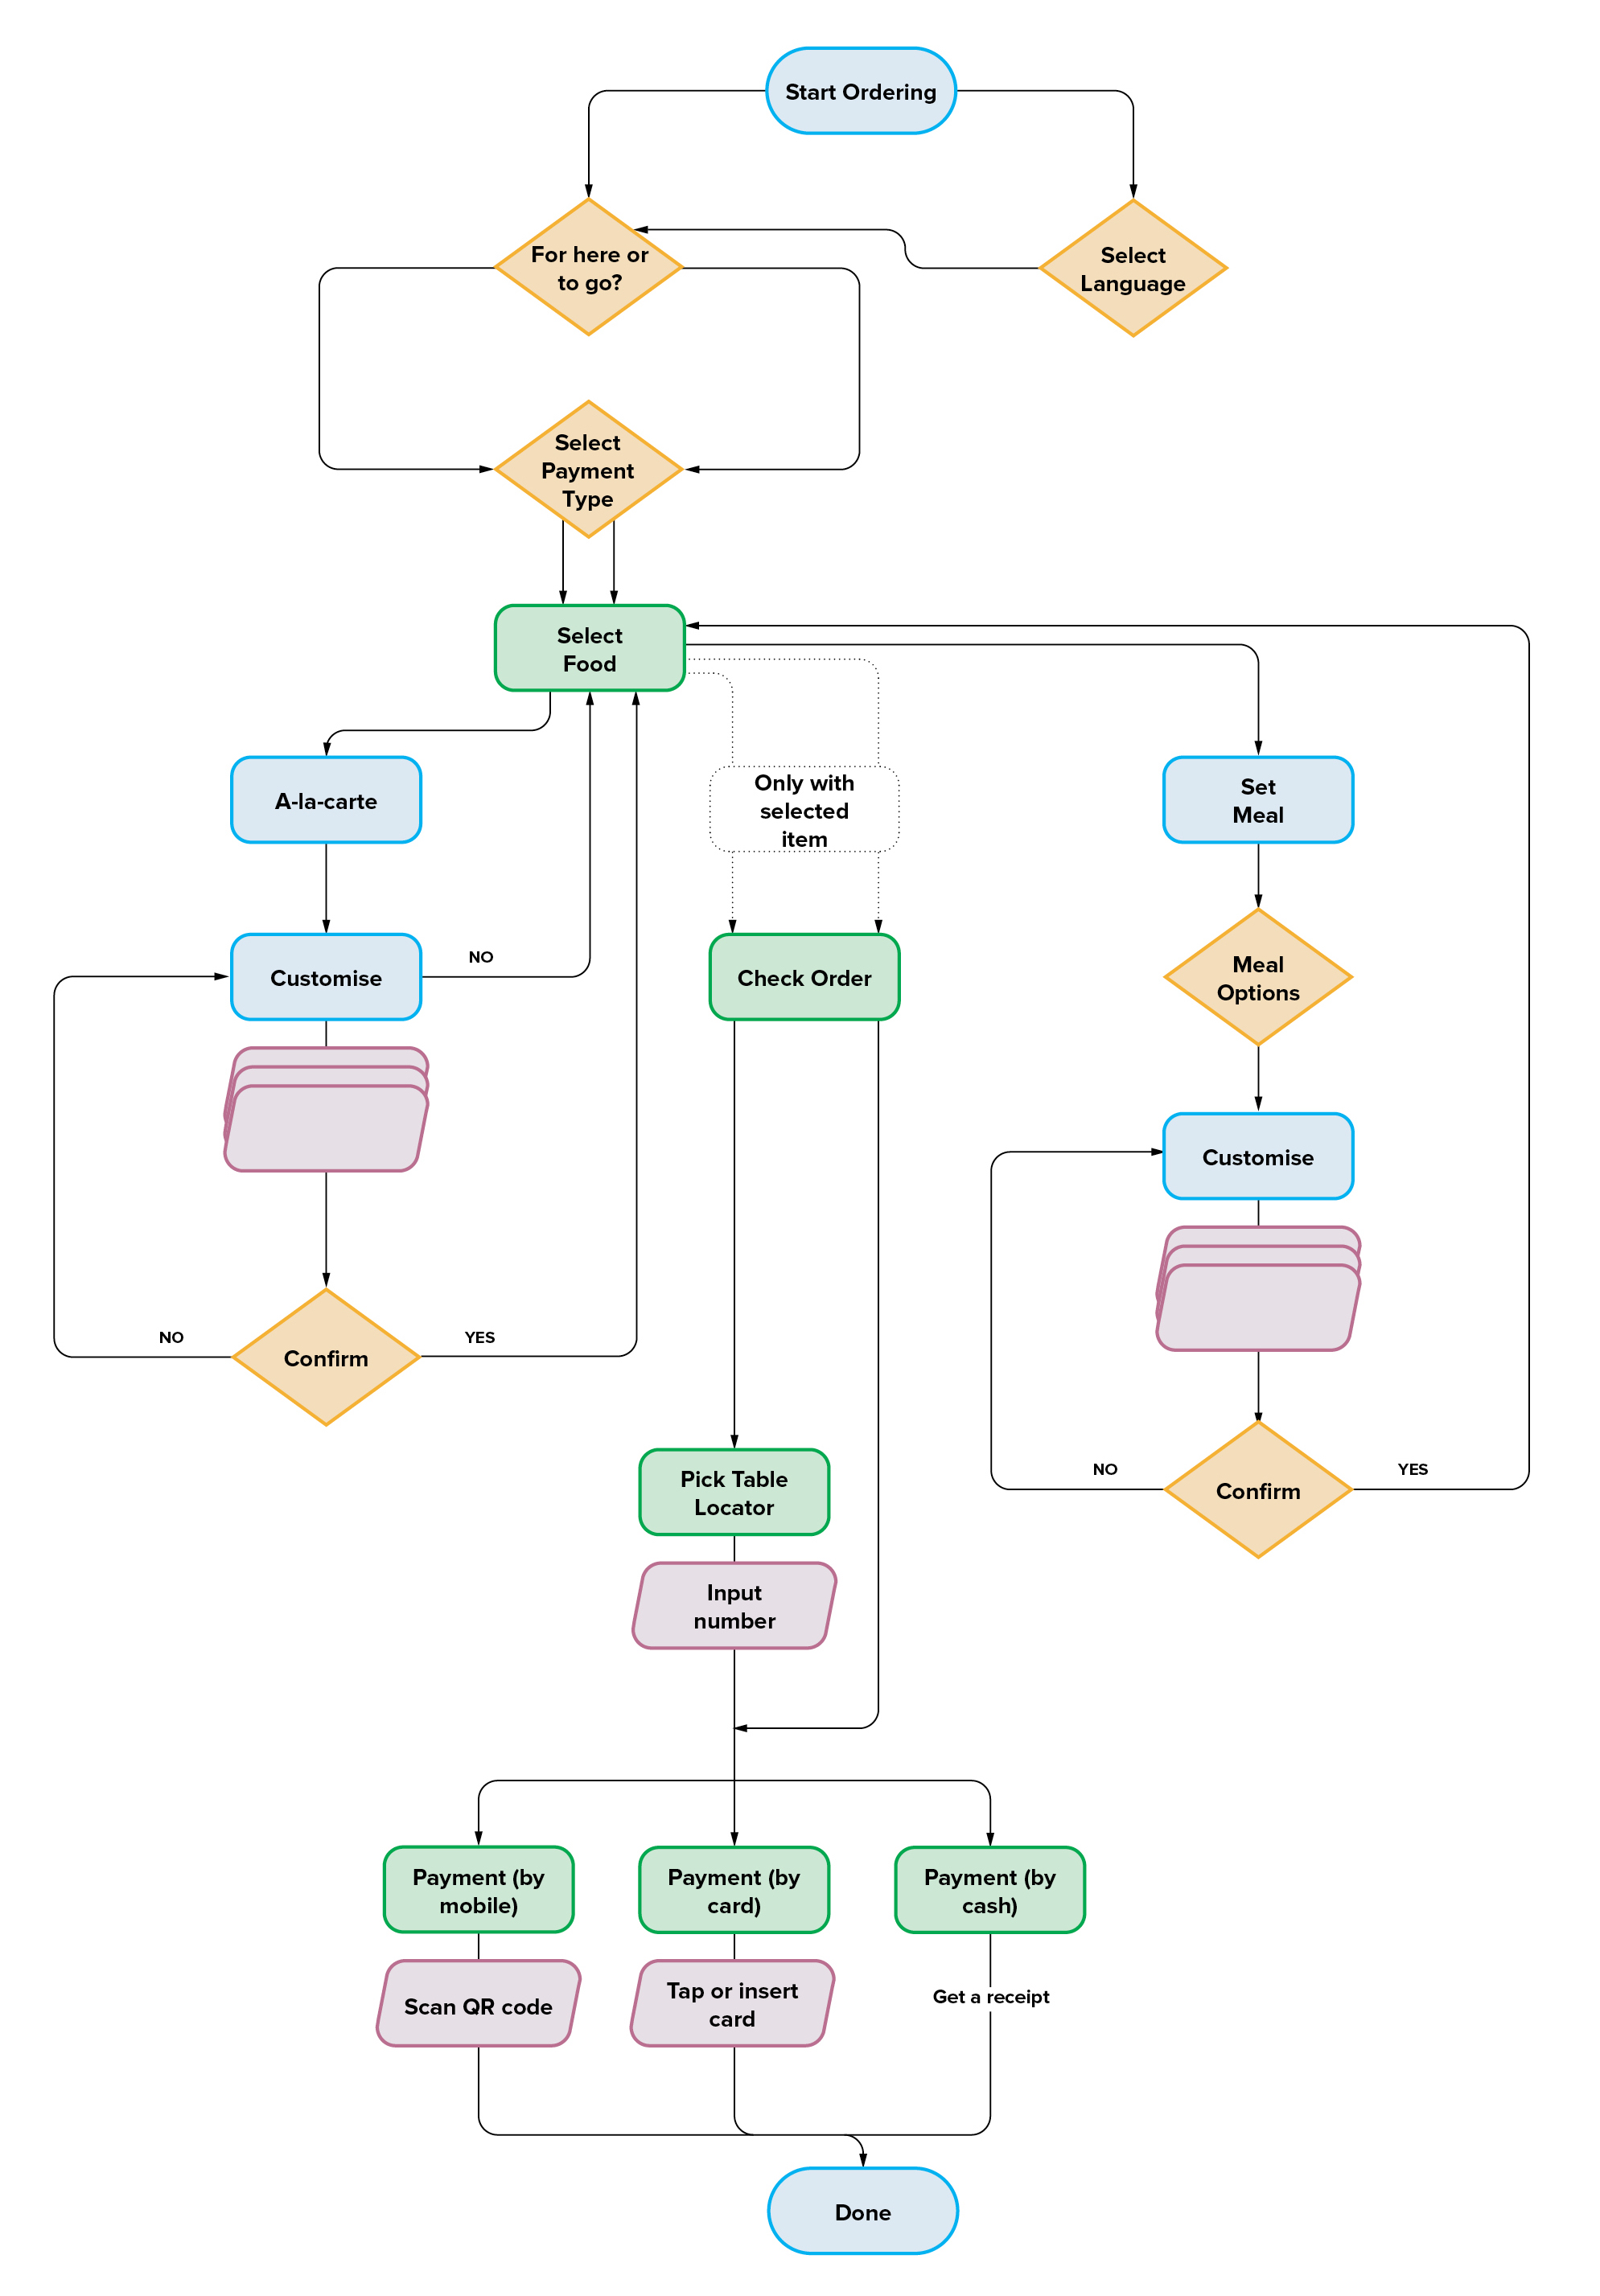 Start Ordering
For here or
to go?
Select
Language
Select
Payment
Type
Select
Food
A-la-carte
Only with
selected
item
Set
Meal
Customise
NO
Check Order
Meal
Options
Customise
NO
YES
Confirm
Pick Table
Locator
NO
YES
Confirm
Input
number
Payment (by
mobile)
Payment (by
card)
Payment (by
cash)
Scan QR code
Tap or insert
card
Get a receipt
Done